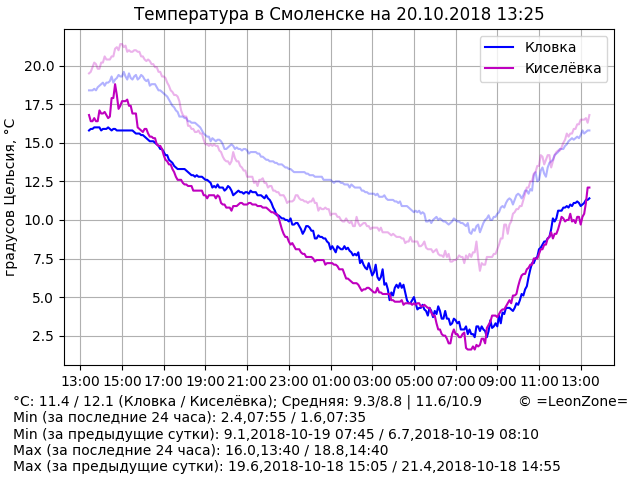 Температура в Смоленске на 20.10.2018 13:25
Кловка
Киселёвка
градусов Цельсия, °C
20.0
17.5
15.0
12.5
10.0
7.5
5.0
2.5
13:00 15:00 17:00 19:00 21:00 23:00 01:00 03:00 05:00 07:00 09:00 11:00 13:00
°C: 11.4 / 12.1 (Кловка / Киселёвка); Средняя: 9.3/8.8 | 11.6/10.9 © =LeonZone=
Min (за последние 24 часа): 2.4,07:55 / 1.6,07:35
Min (за предыдущие сутки): 9.1,2018-10-19 07:45 / 6.7,2018-10-19 08:10
Max (за последние 24 часа): 16.0,13:40 / 18.8,14:40
Max (за предыдущие сутки): 19.6,2018-10-18 15:05 / 21.4,2018-10-18 14:55